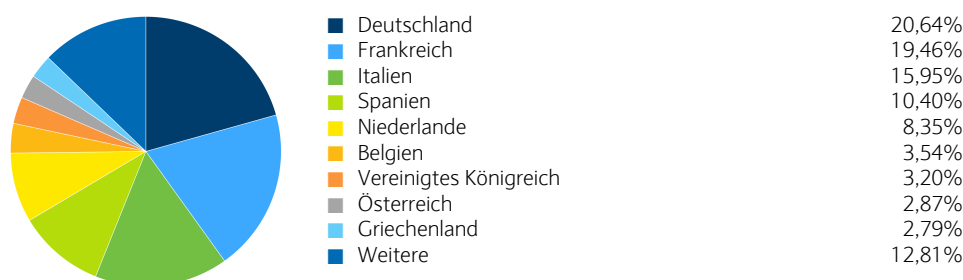 Deutschland 20,64%
Frankreich 19,46%
Italien 15,95%
Spanien 10,40%
Niederlande 8,35%
Belgien 3,54%
Vereinigtes Königreich 3,20%
Österreich 2,87%
Griechenland 2,79%
Weitere 12,81%